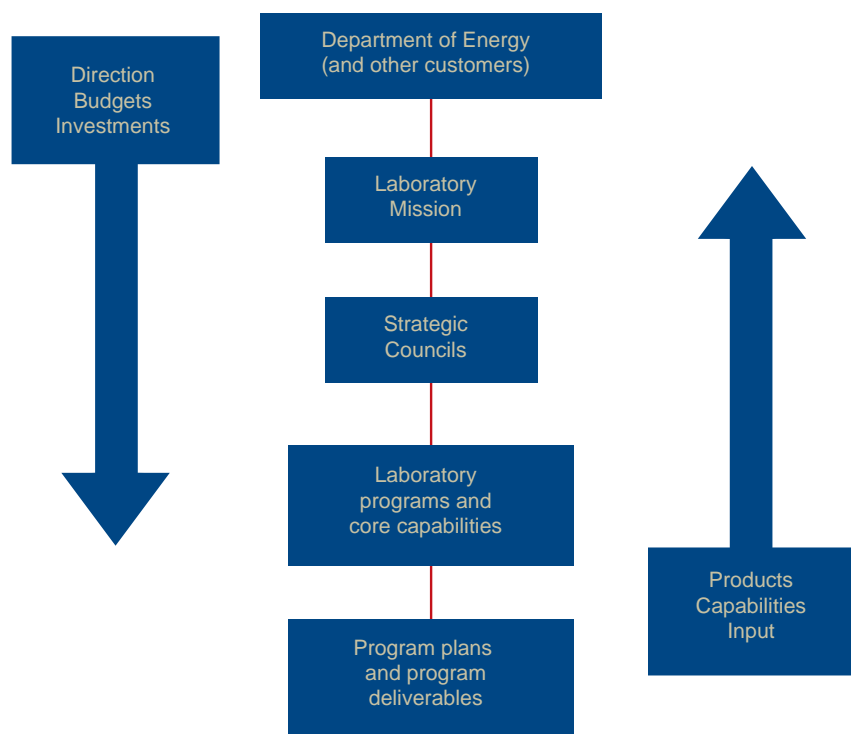 Direction
Budgets
Investments
Department of Energy
(and other customers)
Laboratory
Mission
Strategic
Councils
Laboratory
programs and
core capabilities
Program plans
and program
deliverables
Products
Capabilities
Input